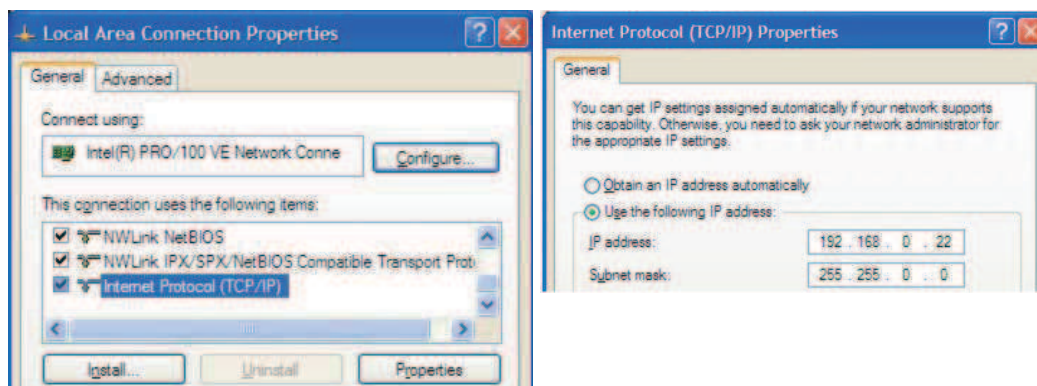 Local Area Connection Properties
General Advanced
Connect using:
Intel(R) PRO/100 VE Network Conne
Configure...
This connection uses the following items:
NWLink NetBIOS
NWLink IPX/SPX/NetBIOS Compatible Transport Prot
Internet Protocol (TCP/IP)
Install... Uninstall Properties
Internet Protocol (TCP/IP) Properties
General
You can get IP settings assigned automatically if your network supports
this capability. Otherwise, you need to ask your network administrator for
the appropriate IP settings.
Obtain an IP address automatically
Use the following IP address:
IP address: 192 . 168 . 0 . 22
Subnet mask: 255 . 255 . 0 . 0